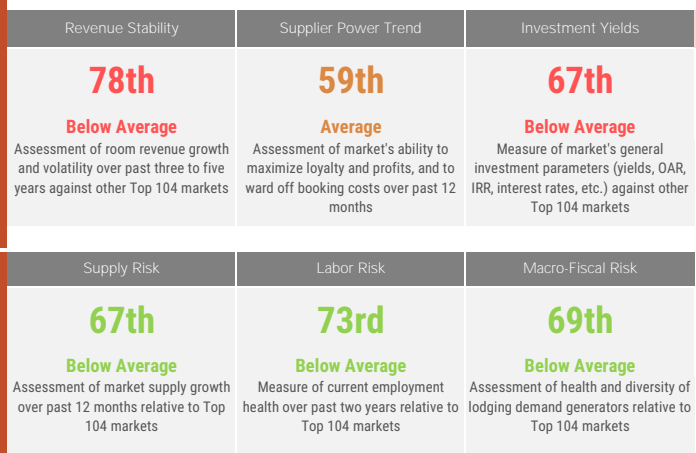 Revenue Stability
78th
Below Average
Assessment of room revenue growth
and volatility over past three to five
years against other Top 104 markets
Supplier Power Trend
59th
Average
Assessment of market's ability to
maximize loyalty and profits, and to
ward off booking costs over past 12
months
Investment Yields
67th
Below Average
Measure of market's general
investment parameters (yields, OAR,
IRR, interest rates, etc.) against other
Top 104 markets
Supply Risk
67th
Below Average
Assessment of market supply growth
over past 12 months relative to Top
104 markets
Labor Risk
73rd
Below Average
Measure of current employment
health over past two years relative to
Top 104 markets
Macro-Fiscal Risk
69th
Below Average
Assessment of health and diversity of
lodging demand generators relative to
Top 104 markets